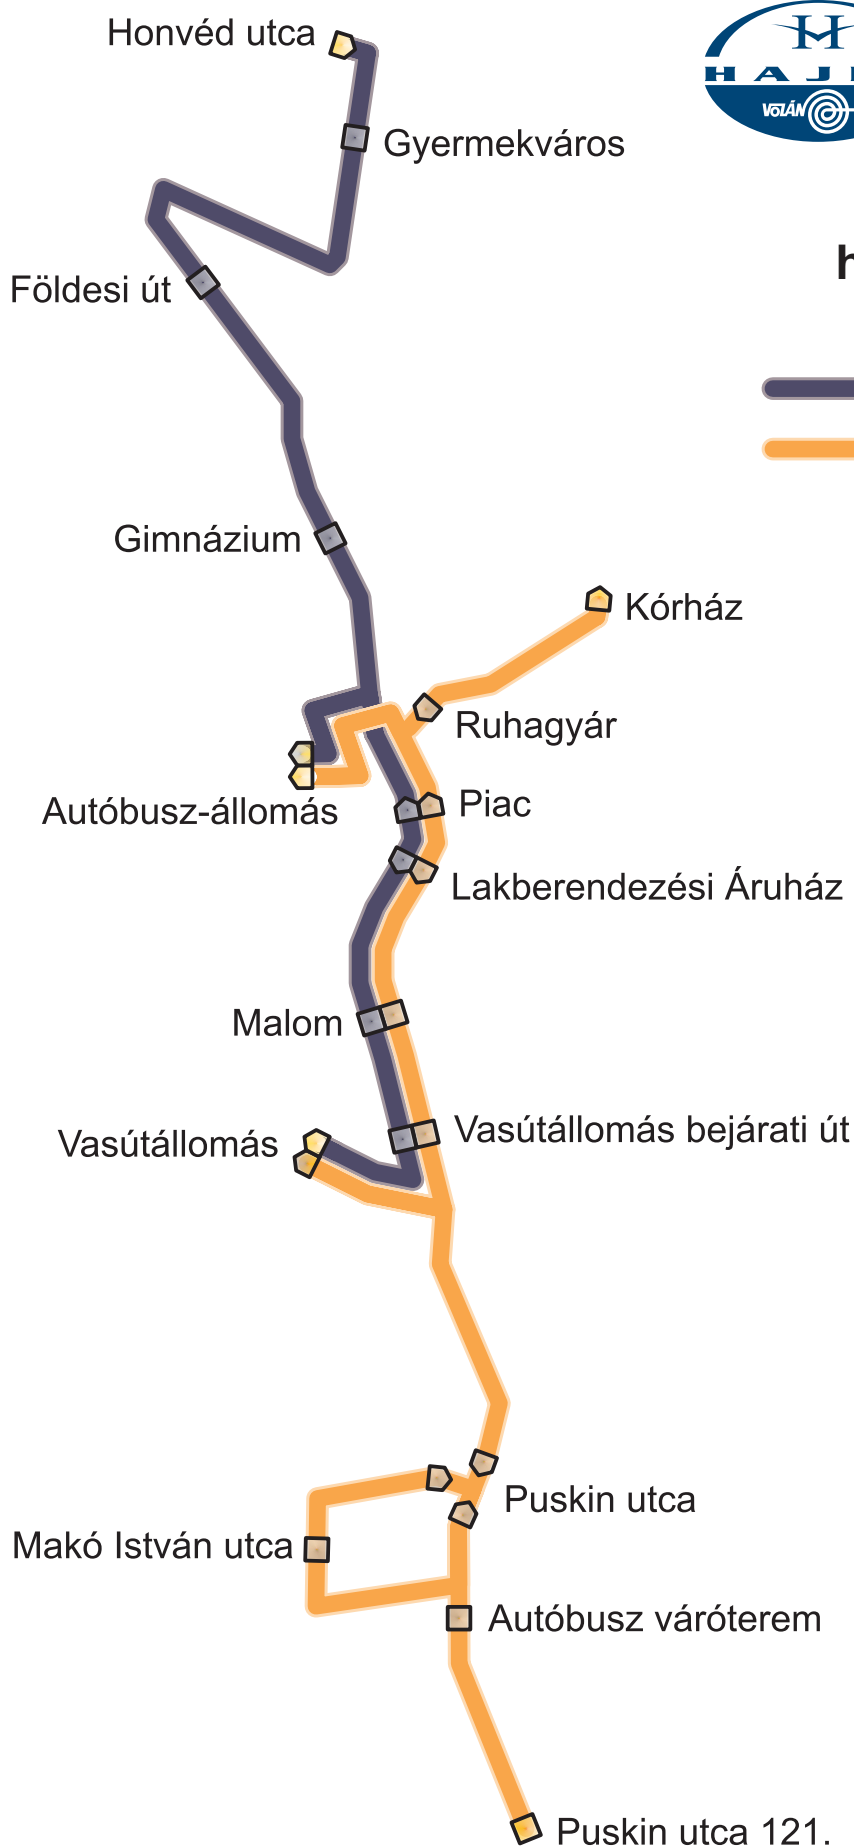 Honvéd utca
Gyermekváros
VOLÁN
Földesi út
Gimnázium
Kórház
Ruhagyár
Piac
Autóbusz-állomás
Lakberendezési Áruház
Malom
Vasútállomás bejárati út
Vasútállomás
Puskin utca
Makó István utca
Autóbusz váróterem
Puskin utca 121.